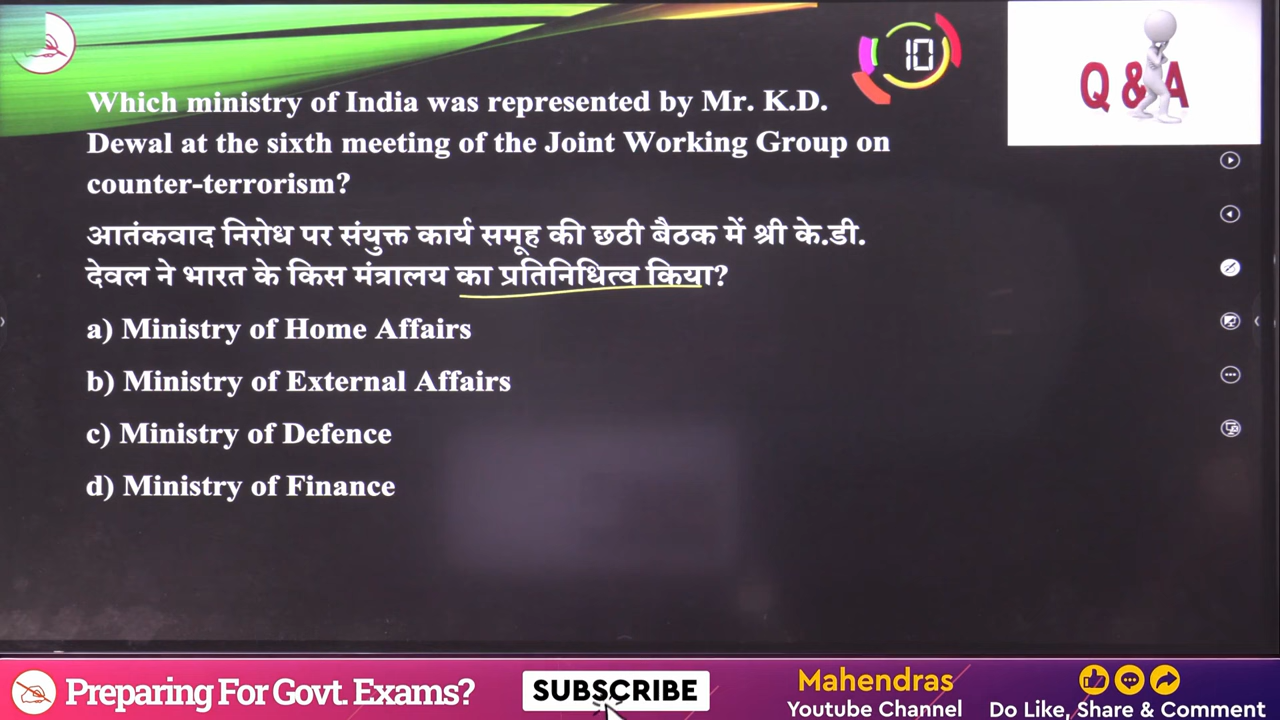 10
Q & A
Which ministry of India was represented by Mr. K.D.
Dewal at the sixth meeting of the Joint Working Group on
counter-terrorism?
आतंकवाद निरोध पर संयुक्त कार्य समूह की छठी बैठक में श्री के.डी.
देवल ने भारत के किस मंत्रालय का प्रतिनिधित्व किया?
a) Ministry of Home Affairs
b) Ministry of External Affairs
c) Ministry of Defence
d) Ministry of Finance
Preparing For Govt. Exams?
SUBSCRIBE
Mahendras
Youtube Channel
Do Like, Share & Comment